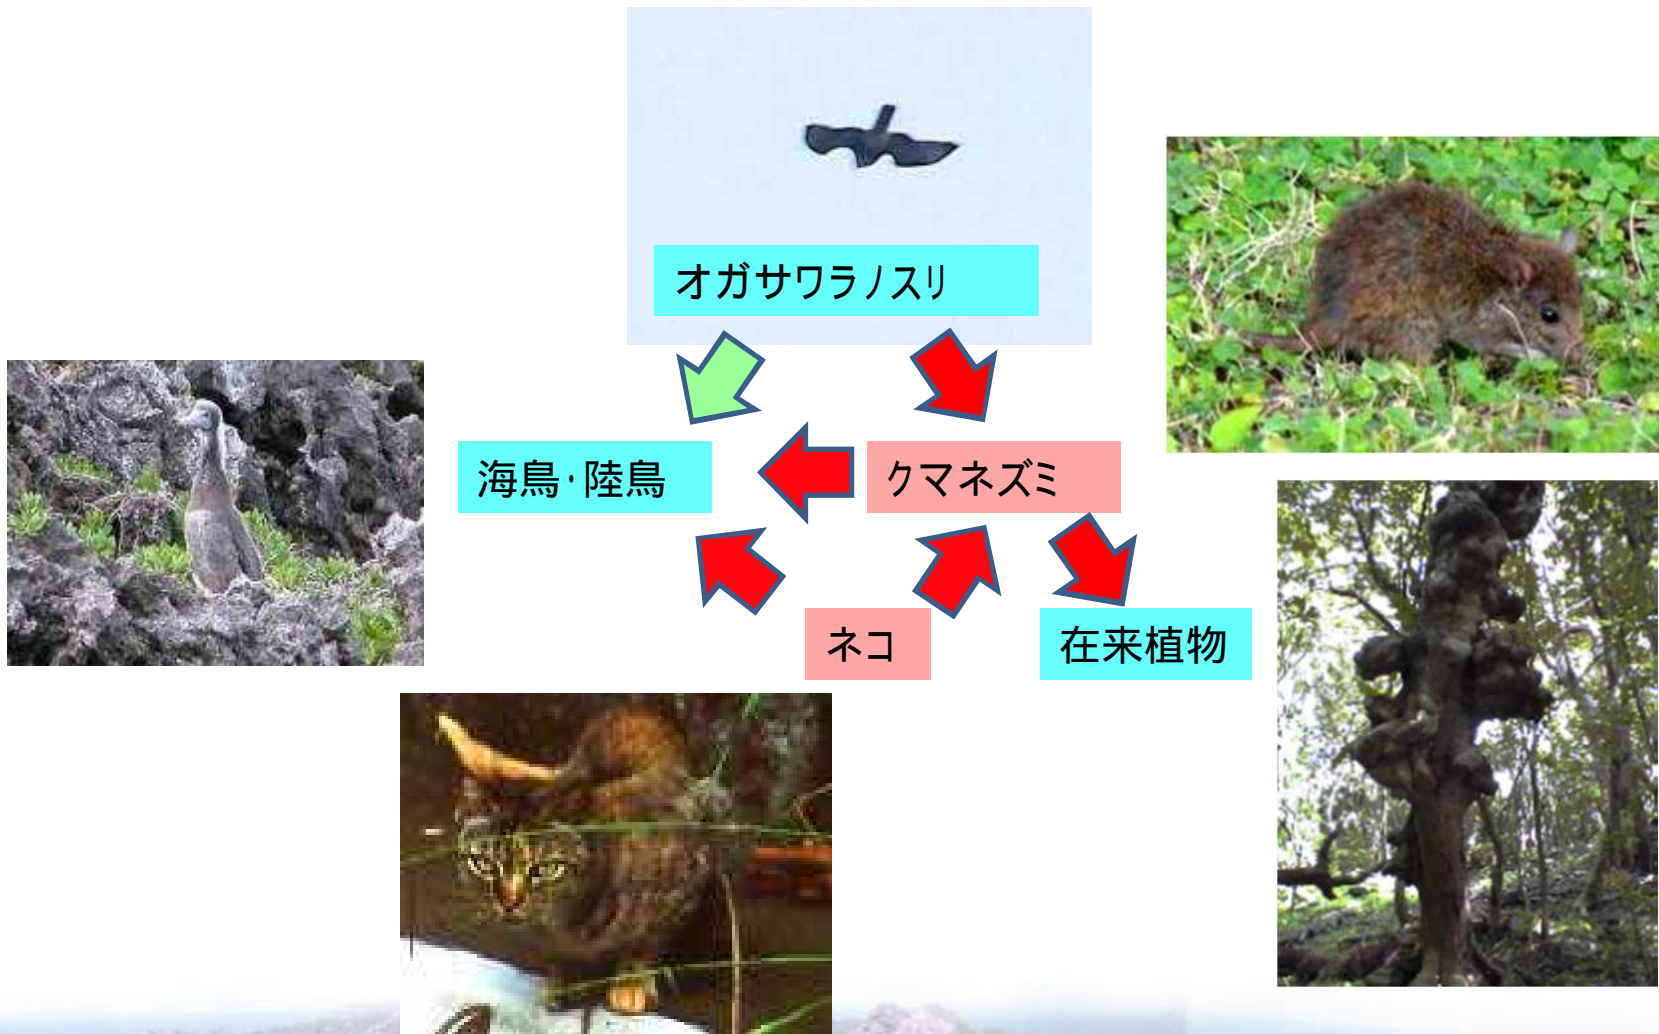 オガサワラノスリ
海鳥・陸鳥
クマネズミ
ネコ
在来植物